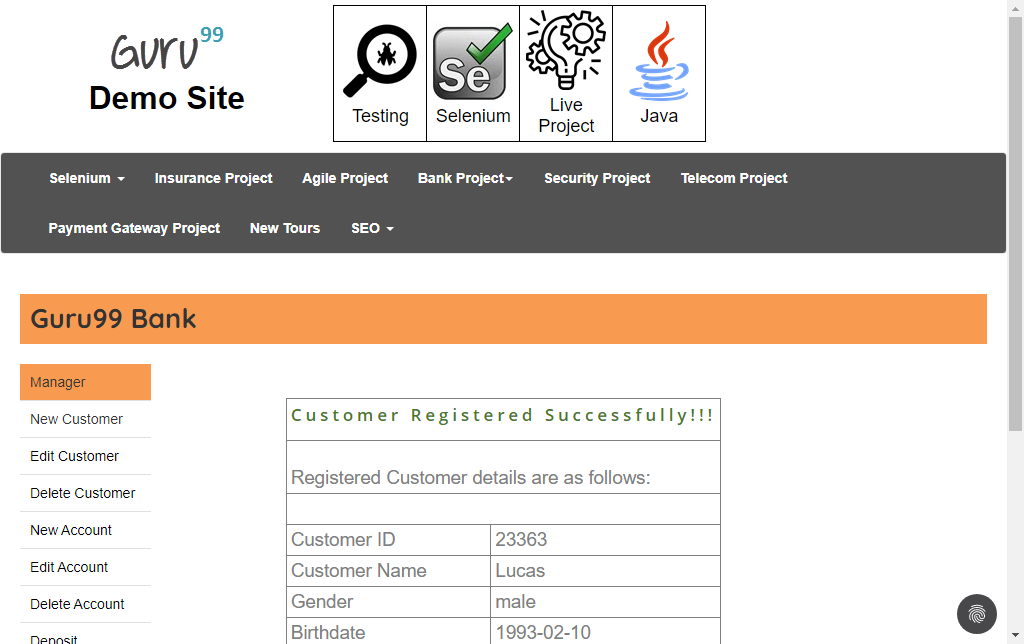 Guru99
Demo Site
Testing
Selenium
Live
Project
Java
Selenium
Insurance Project
Agile Project
Bank Project
Security Project
Telecom Project
Payment Gateway Project
New Tours
SEO
Guru99 Bank
Manager
New Customer
Edit Customer
Delete Customer
New Account
Edit Account
Delete Account
Deposit
Customer Registered Successfully!!!
Registered Customer details are as follows:
Customer ID 23363
Customer Name Lucas
Gender male
Birthdate 1993-02-10